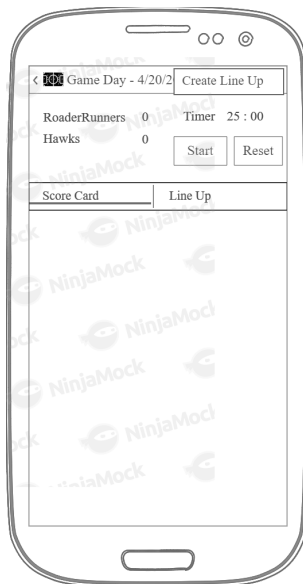 < Game Day - 4/20/2 Create Line Up
RoaderRunners 0 Timer 25 : 00
Hawks 0
Start Reset
Score Card Line Up
NinjaMock
NinjaMock
NinjaMock
NinjaMock
NinjaMock
NinjaMock
NinjaMock